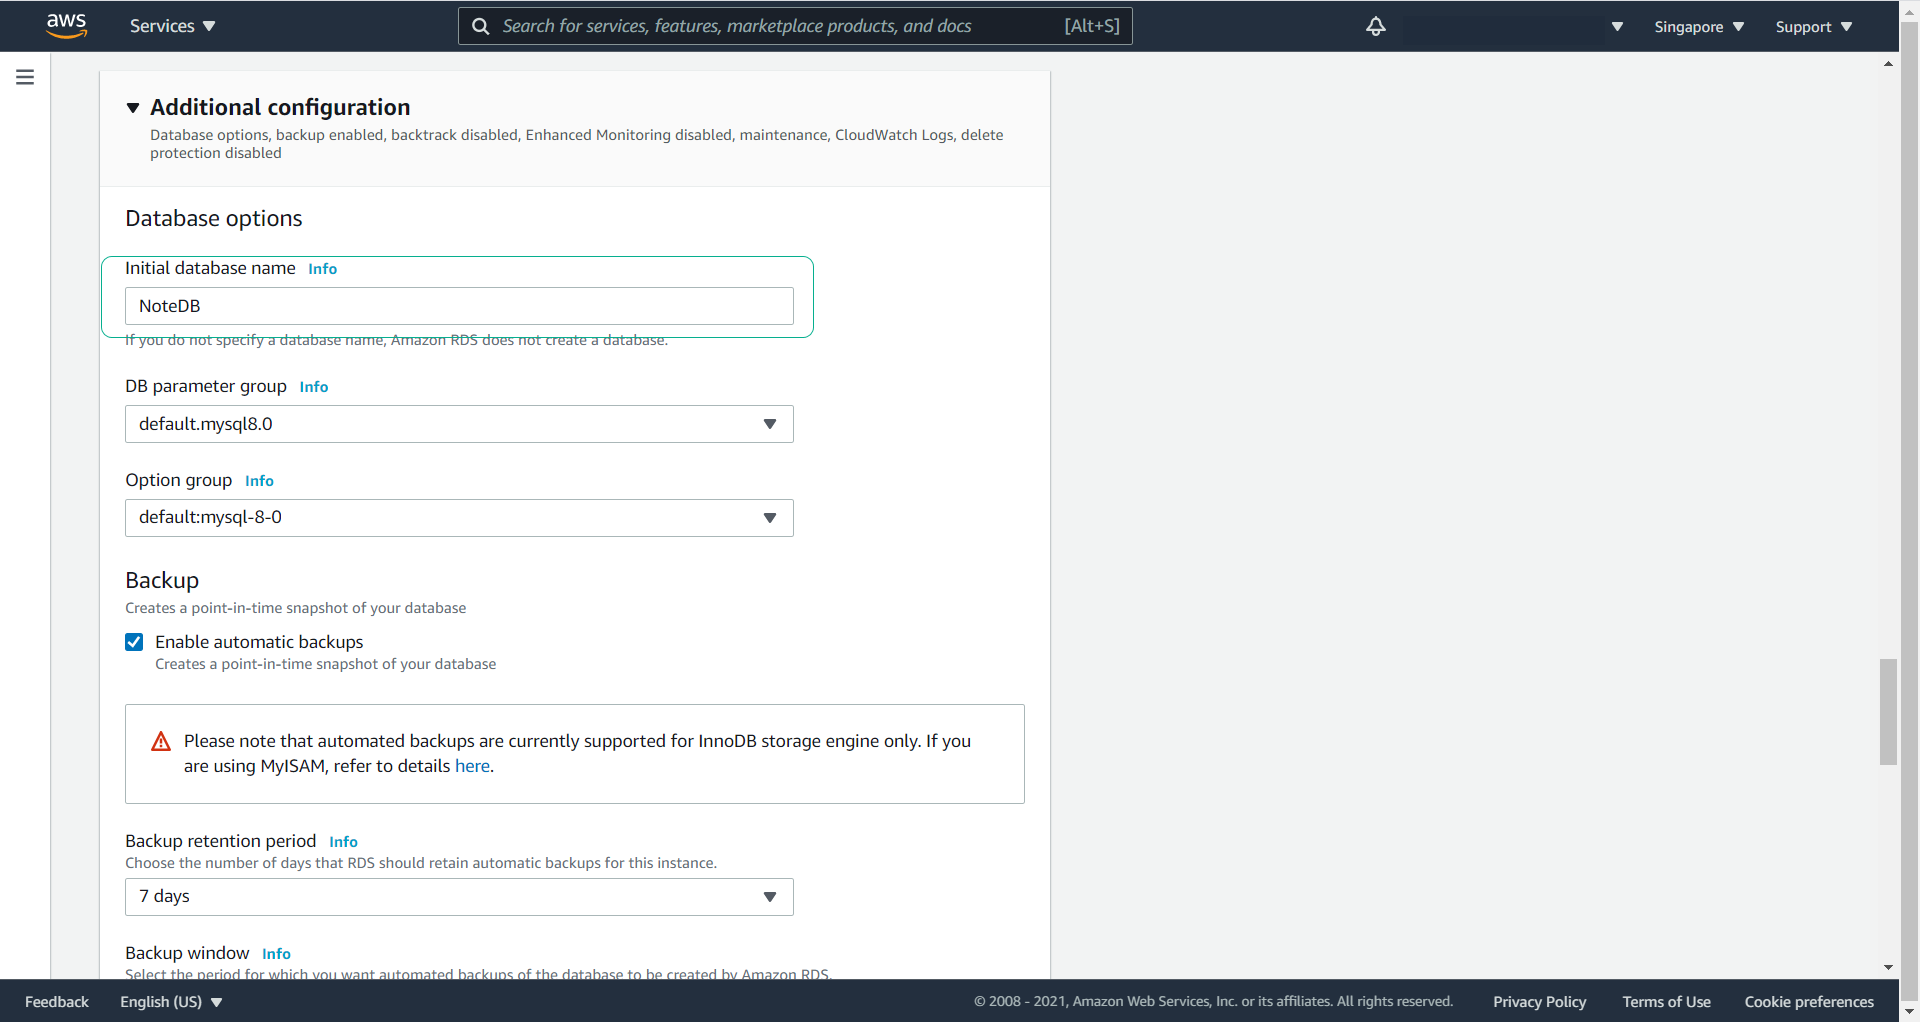 aws
Services
Search for services, features, marketplace products, and docs
[Alt+S]
Singapore
Support
Additional configuration
Database options, backup enabled, backtrack disabled, Enhanced Monitoring disabled, maintenance, CloudWatch Logs, delete
protection disabled
Database options
Initial database name Info
NoteDB
If you do not specify a database name, Amazon RDS does not create a database.
DB parameter group Info
default.mysql8.0
Option group Info
default:mysql-8-0
Backup
Creates a point-in-time snapshot of your database
Enable automatic backups
Creates a point-in-time snapshot of your database
Please note that automated backups are currently supported for InnoDB storage engine only. If you
are using MyISAM, refer to details here.
Backup retention period Info
Choose the number of days that RDS should retain automatic backups for this instance.
7 days
Backup window Info
Select the period for which you want automated backups of the database to be created by Amazon RDS.
Feedback
English (US)
© 2008 - 2021, Amazon Web Services, Inc. or its affiliates. All rights reserved.
Privacy Policy
Terms of Use
Cookie preferences